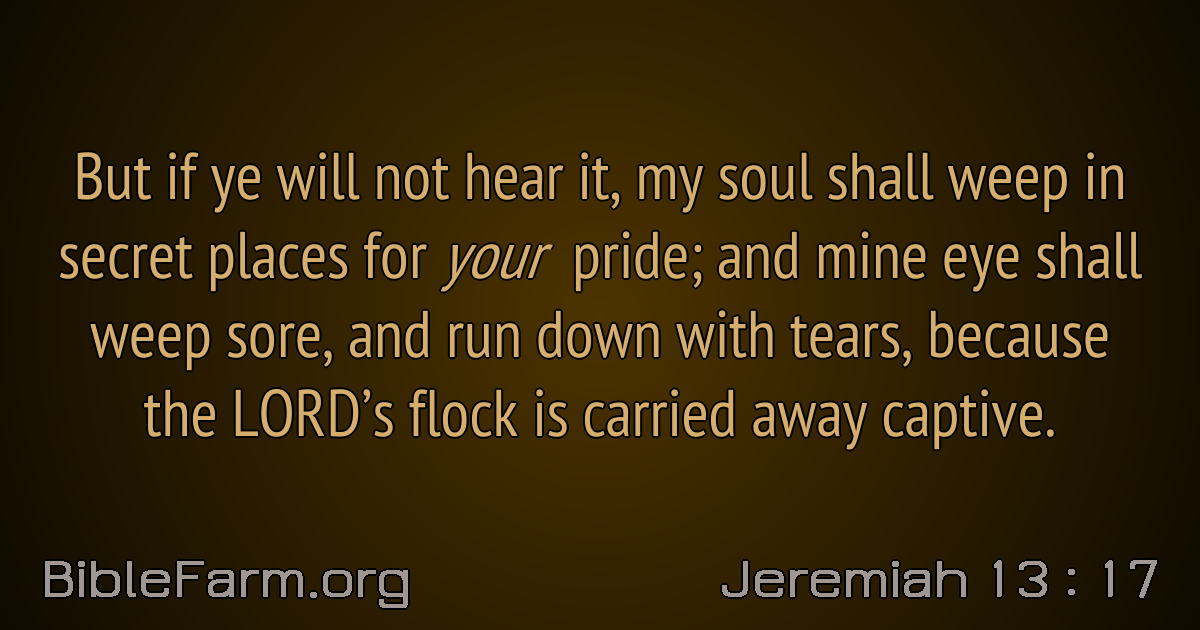 But if ye will not hear it, my soul shall weep in
secret places for your pride; and mine eye shall
weep sore, and run down with tears, because
the LORD’s flock is carried away captive.
BibleFarm.org
Jeremiah 13 : 17